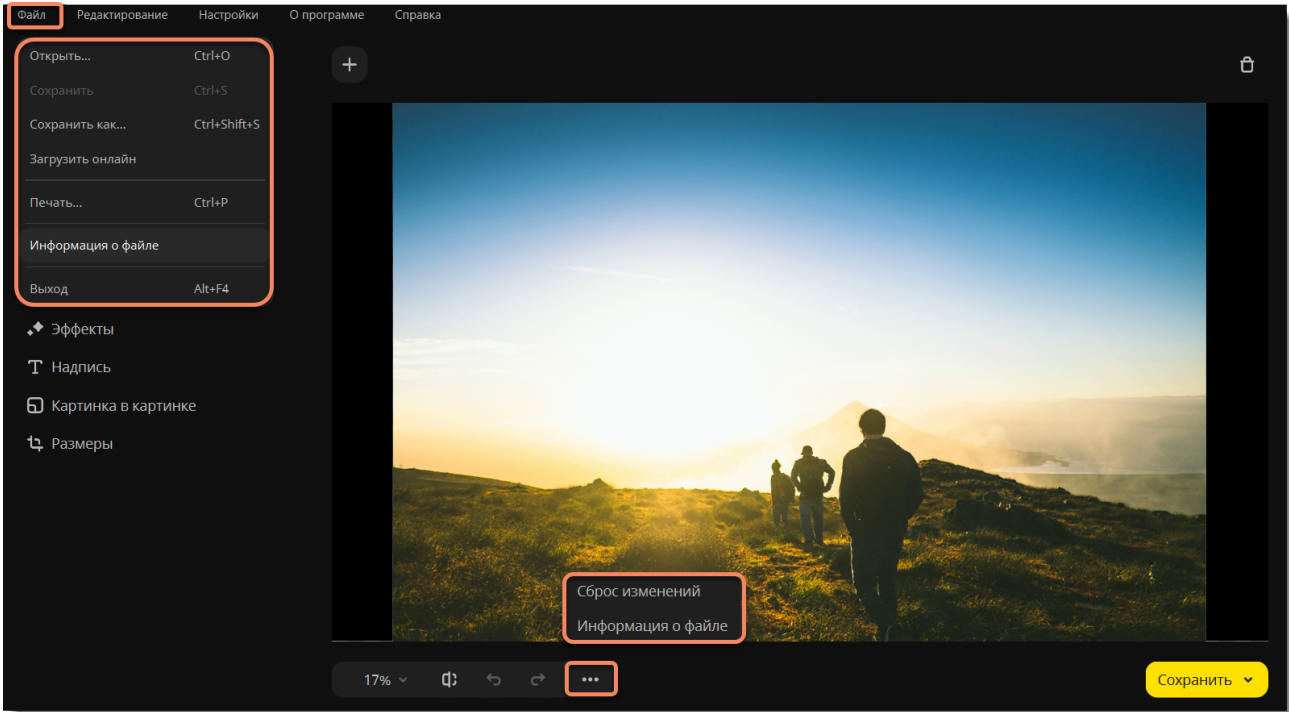 Файл Редактирование Настройки О программе Справка
Открыть... Ctrl+O
Сохранить Ctrl+S
Сохранить как... Ctrl+Shift+S
Загрузить онлайн
Печать... Ctrl+P
Информация о файле
Выход Alt+F4
Эффекты
Надпись
Картинка в картинке
Размеры
Сброс изменений
Информация о файле
17%
Сохранить